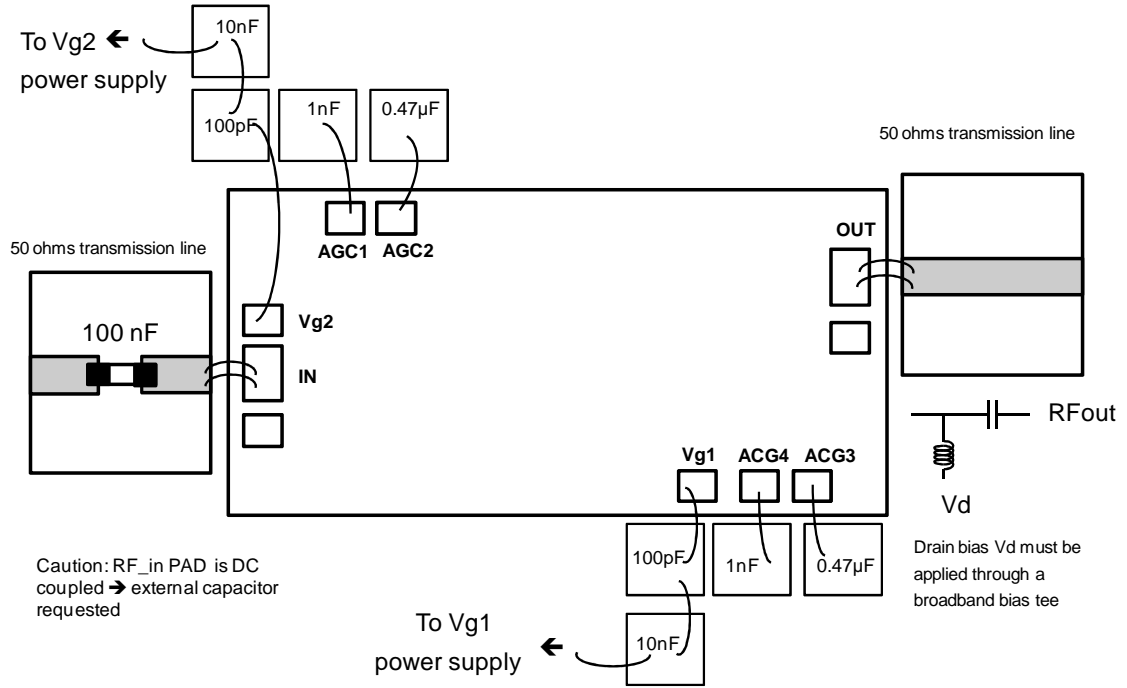 To Vg2 🡰
power supply
10nF
100pF
1nF
0.47µF
50 ohms transmission line
AGC1
AGC2
OUT
50 ohms transmission line
100 nF
Vg2
IN
RFout
Vd
Drain bias Vd must be
applied through a
broadband bias tee
Vg1
ACG4
ACG3
100pF
1nF
0.47µF
10nF
Caution: RF_in PAD is DC
coupled ➔ external capacitor
requested
To Vg1
power supply 🡰